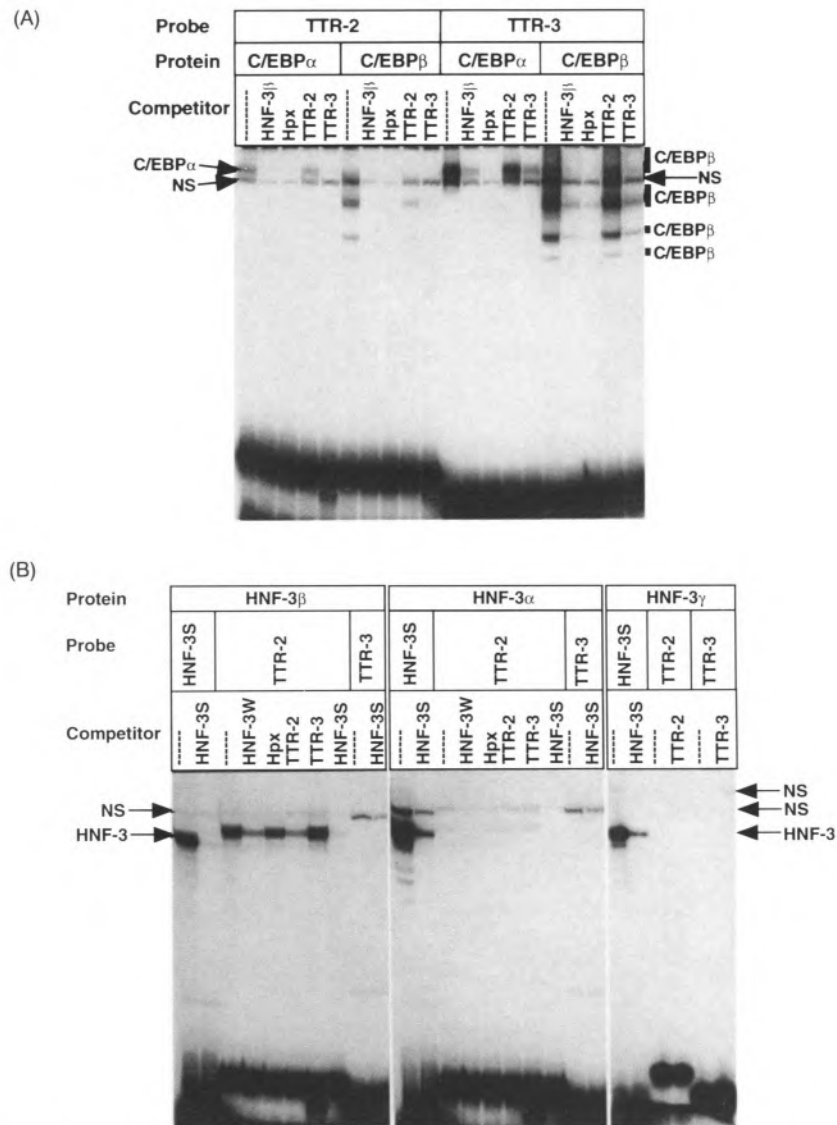 (A)
Probe TTR-2 TTR-3
Protein C/EBPα C/EBPβ C/EBPα C/EBPβ
Competitor ---- HNF-3β Hpx TTR-2 TTR-3 ---- HNF-3β Hpx TTR-2 TTR-3 ---- HNF-3β Hpx TTR-2 TTR-3 ---- HNF-3β Hpx TTR-2 TTR-3
C/EBPα C/EBPβ
NS NS
C/EBPβ
C/EBPβ
C/EBPβ
(B)
Protein HNF-3β HNF-3α HNF-3γ
Probe HNF-3S TTR-2 TTR-3 HNF-3S TTR-2 TTR-3 HNF-3S TTR-2 TTR-3
Competitor ---- HNF-3S ---- HNF-3W Hpx TTR-2 TTR-3 HNF-3S ---- HNF-3S ---- HNF-3S ---- HNF-3W Hpx TTR-2 TTR-3 HNF-3S ---- HNF-3S ---- HNF-3S ---- TTR-2 ---- TTR-3
NS
NS NS
HNF-3 HNF-3